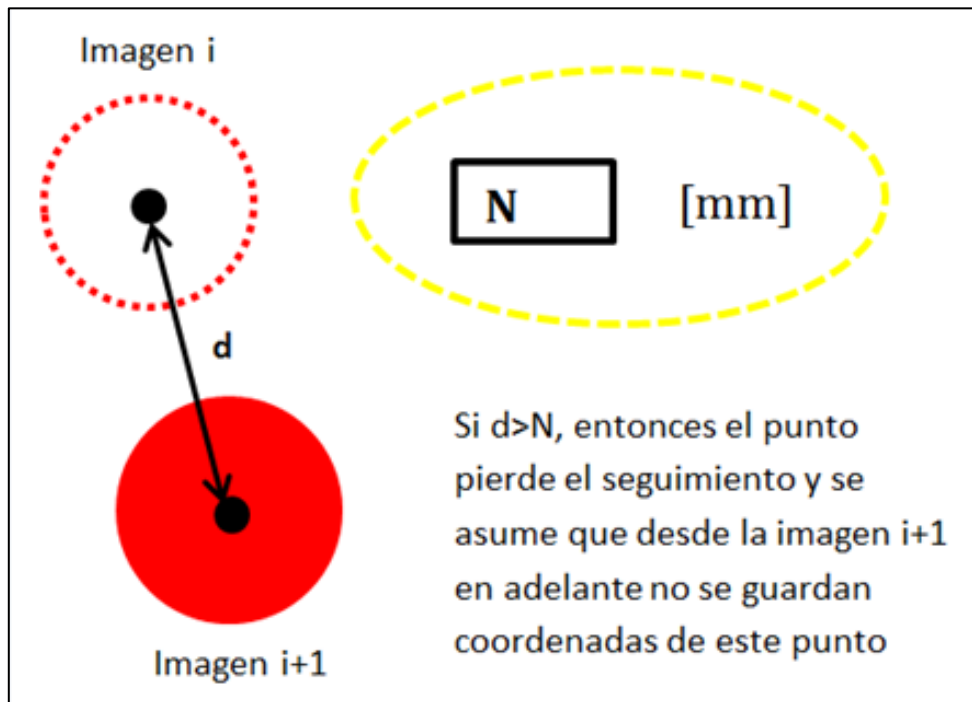 Imagen i
N
[mm]
d
Si d>N, entonces el punto
pierde el seguimiento y se
asume que desde la imagen i+1
en adelante no se guardan
coordenadas de este punto
Imagen i+1